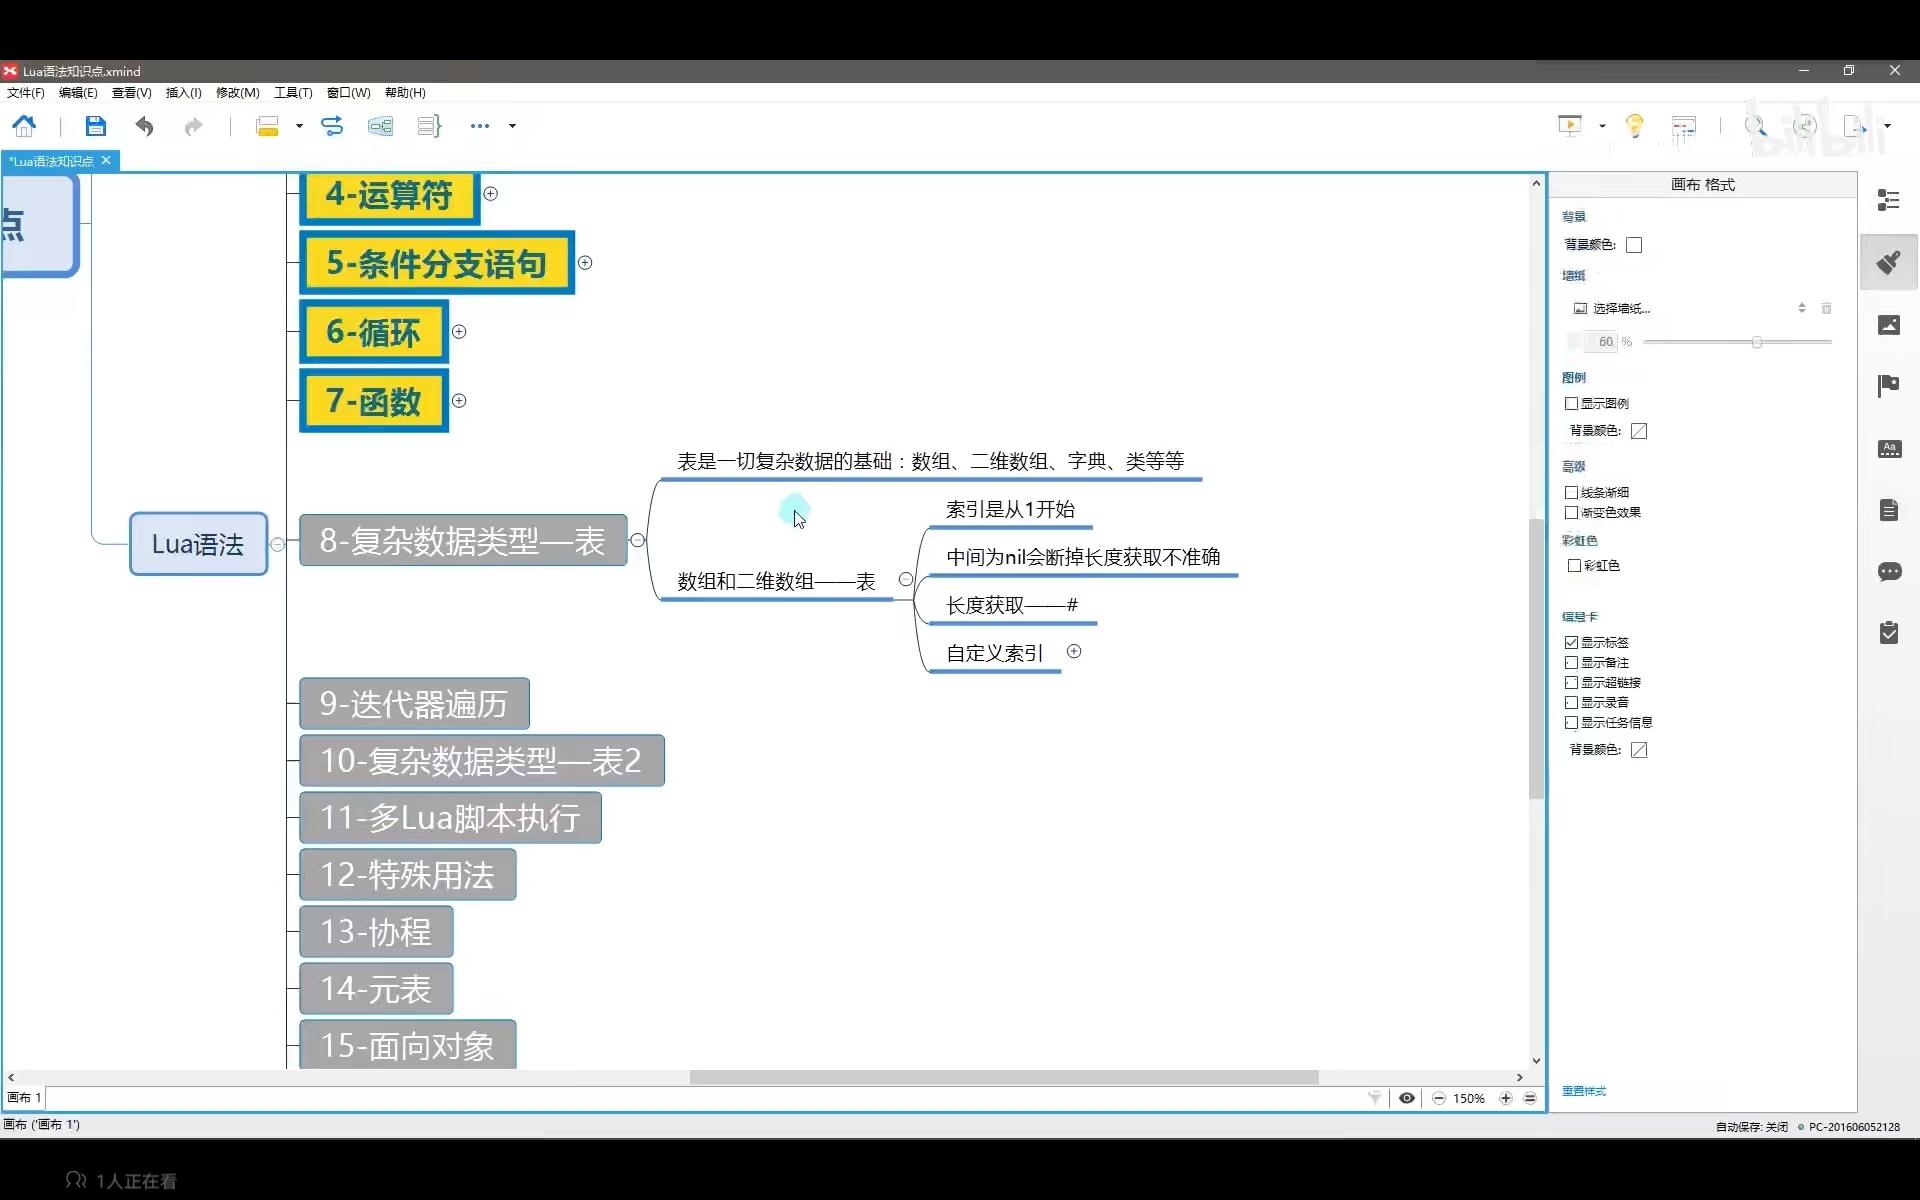 Lua语法知识点.xmind
文件(F) 编辑(E) 查看(V) 插入(I) 修改(M) 工具(T) 窗口(W) 帮助(H)
bilibili
*Lua语法知识点
点
4-运算符
5-条件分支语句
6-循环
7-函数
Lua语法
8-复杂数据类型—表
表是一切复杂数据的基础：数组、二维数组、字典、类等等
数组和二维数组——表
索引是从1开始
中间为nil会断掉长度获取不准确
长度获取——#
自定义索引
9-迭代器遍历
10-复杂数据类型—表2
11-多Lua脚本执行
12-特殊用法
13-协程
14-元表
15-面向对象
画布 格式
背景
背景颜色:
墙纸
选择墙纸...
60 %
图例
显示图例
背景颜色:
高级
线条渐细
渐变色效果
彩虹色
彩虹色
信息卡
显示标签
显示备注
显示超链接
显示录音
显示任务信息
背景颜色:
重置样式
画布 1
150%
画布 ('画布 1')
自动保存: 关闭 PC-201606052128
1人正在看